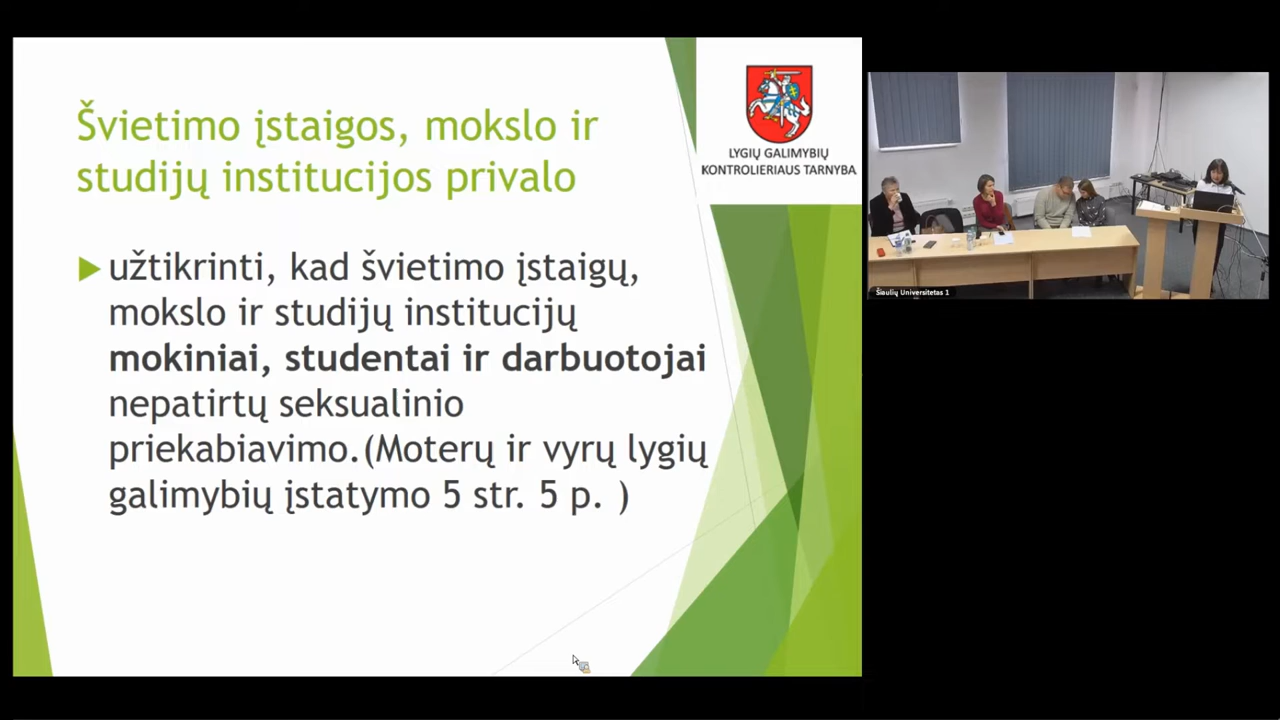 Švietimo įstaigos, mokslo ir
studijų institucijos privalo
LYGIŲ GALIMYBIŲ
KONTROLIERIAUS TARNYBA
užtikrinti, kad švietimo įstaigų,
mokslo ir studijų institucijų
mokiniai, studentai ir darbuotojai
nepatirtų seksualinio
priekabiavimo.(Moterų ir vyrų lygių
galimybių įstatymo 5 str. 5 p. )
Šiaulių Universitetas 1